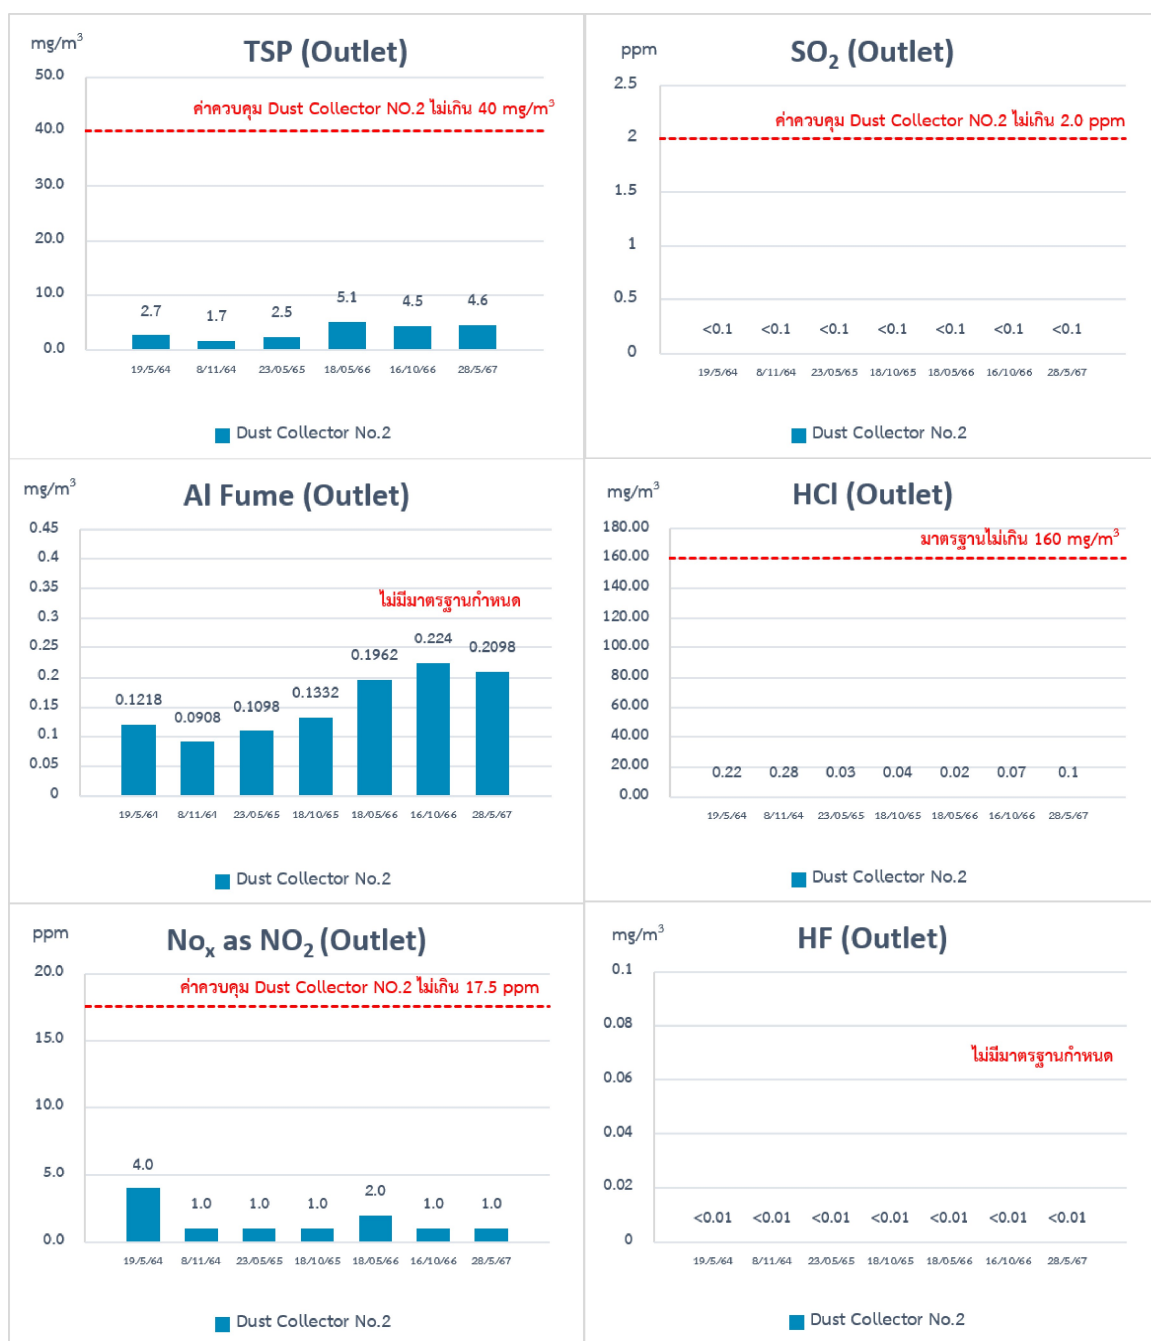 mg/m³
TSP (Outlet)
50.0
ค่าควบคุม Dust Collector NO.2 ไม่เกิน 40 mg/m³
40.0
30.0
20.0
10.0
0.0
2.7 1.7 2.5 5.1 4.5 4.6
19/5/64 8/11/64 23/05/65 18/05/66 16/10/66 28/5/67
Dust Collector No.2
ppm
SO₂ (Outlet)
2.5
ค่าควบคุม Dust Collector NO.2 ไม่เกิน 2.0 ppm
2
1.5
1
0.5
0
<0.1 <0.1 <0.1 <0.1 <0.1 <0.1 <0.1
19/5/64 8/11/64 23/05/65 18/10/65 18/05/66 16/10/66 28/5/67
Dust Collector No.2
mg/m³
Al Fume (Outlet)
0.45
0.4
0.35
ไม่มีมาตรฐานกำหนด
0.3
0.25
0.2
0.15
0.1
0.05
0
0.1218 0.0908 0.1098 0.1332 0.1962 0.224 0.2098
19/5/64 8/11/64 23/05/65 18/10/65 18/05/66 16/10/66 28/5/67
Dust Collector No.2
mg/m³
HCl (Outlet)
180.00
มาตรฐานไม่เกิน 160 mg/m³
160.00
140.00
120.00
100.00
80.00
60.00
40.00
20.00
0.00
0.22 0.28 0.03 0.04 0.02 0.07 0.1
19/5/64 8/11/64 23/05/65 18/10/65 18/05/66 16/10/66 28/5/67
Dust Collector No.2
ppm
Noₓ as NO₂ (Outlet)
20.0
ค่าควบคุม Dust Collector NO.2 ไม่เกิน 17.5 ppm
15.0
10.0
5.0
0.0
4.0 1.0 1.0 1.0 2.0 1.0 1.0
19/5/64 8/11/64 23/05/65 18/10/65 18/05/66 16/10/66 28/5/67
Dust Collector No.2
mg/m³
HF (Outlet)
0.1
0.08
ไม่มีมาตรฐานกำหนด
0.06
0.04
0.02
0
<0.01 <0.01 <0.01 <0.01 <0.01 <0.01 <0.01
19/5/64 8/11/64 23/05/65 18/10/65 18/05/66 16/10/66 28/5/67
Dust Collector No.2